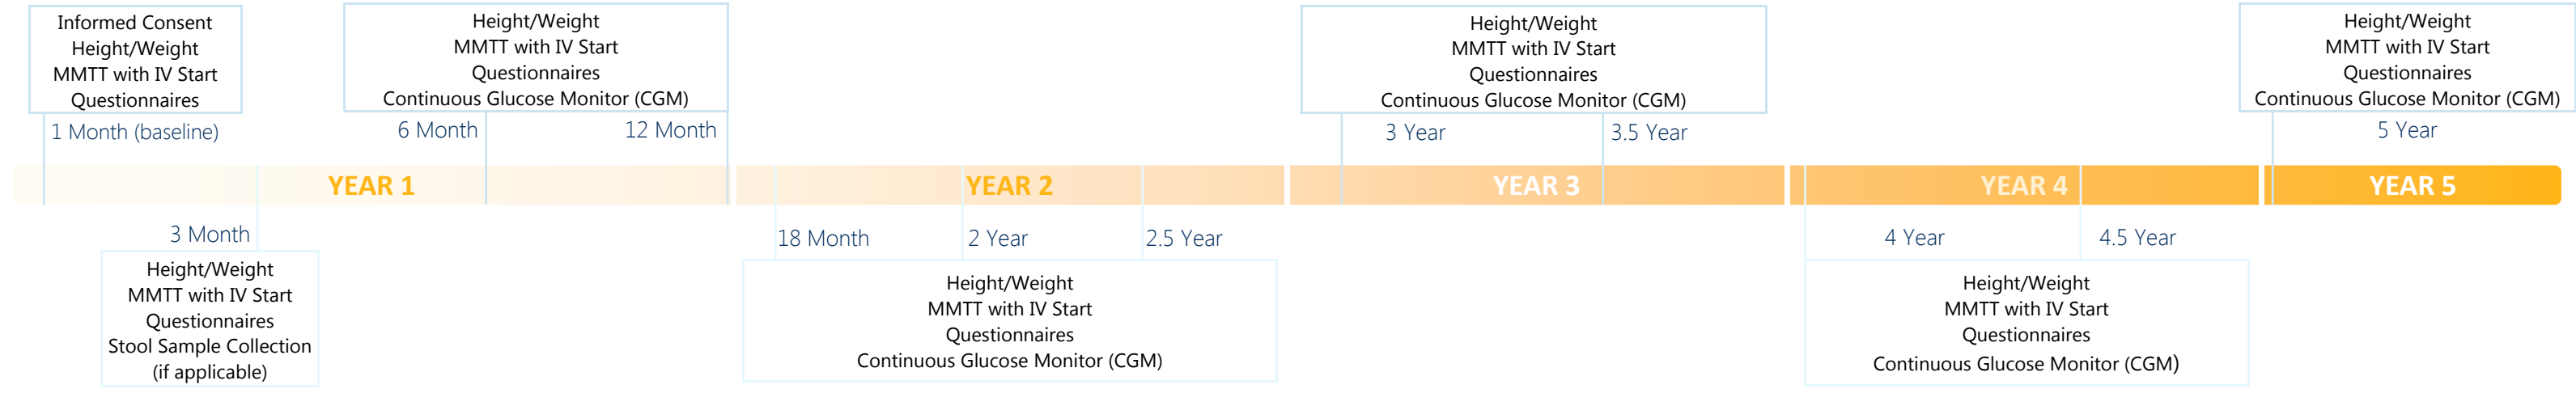 Informed Consent
Height/Weight
MMTT with IV Start
Questionnaires
1 Month (baseline)
Height/Weight
MMTT with IV Start
Questionnaires
Continuous Glucose Monitor (CGM)
6 Month
12 Month
Height/Weight
MMTT with IV Start
Questionnaires
Continuous Glucose Monitor (CGM)
3 Year
3.5 Year
Height/Weight
MMTT with IV Start
Questionnaires
Continuous Glucose Monitor (CGM)
5 Year
YEAR 1
YEAR 2
YEAR 3
YEAR 4
YEAR 5
3 Month
Height/Weight
MMTT with IV Start
Questionnaires
Stool Sample Collection
(if applicable)
18 Month
2 Year
2.5 Year
Height/Weight
MMTT with IV Start
Questionnaires
Continuous Glucose Monitor (CGM)
4 Year
4.5 Year
Height/Weight
MMTT with IV Start
Questionnaires
Continuous Glucose Monitor (CGM)